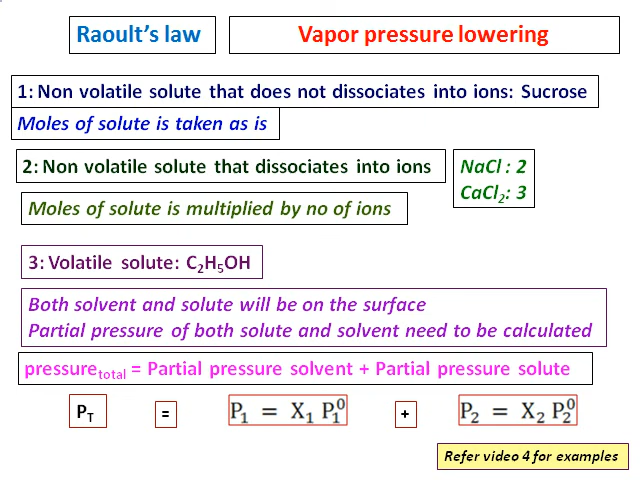 Raoult's law
Vapor pressure lowering
1: Non volatile solute that does not dissociates into ions: Sucrose
Moles of solute is taken as is
2: Non volatile solute that dissociates into ions
NaCl : 2
CaCl₂: 3
Moles of solute is multiplied by no of ions
3: Volatile solute: C₂H₅OH
Both solvent and solute will be on the surface
Partial pressure of both solute and solvent need to be calculated
pressure_total = Partial pressure solvent + Partial pressure solute
P_T = P₁ = X₁ P₁⁰ + P₂ = X₂ P₂⁰
Refer video 4 for examples